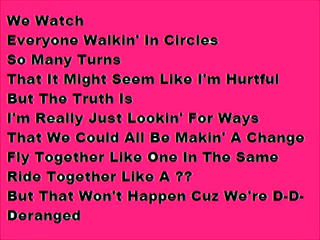 We Watch
Everyone Walkin' In Circles
So Many Turns
That It Might Seem Like I'm Hurtful
But The Truth Is
I'm Really Just Lookin' For Ways
That We Could All Be Makin' A Change
Fly Together Like One In The Same
Ride Together Like A ??
But That Won't Happen Cuz We're D-D-
Deranged